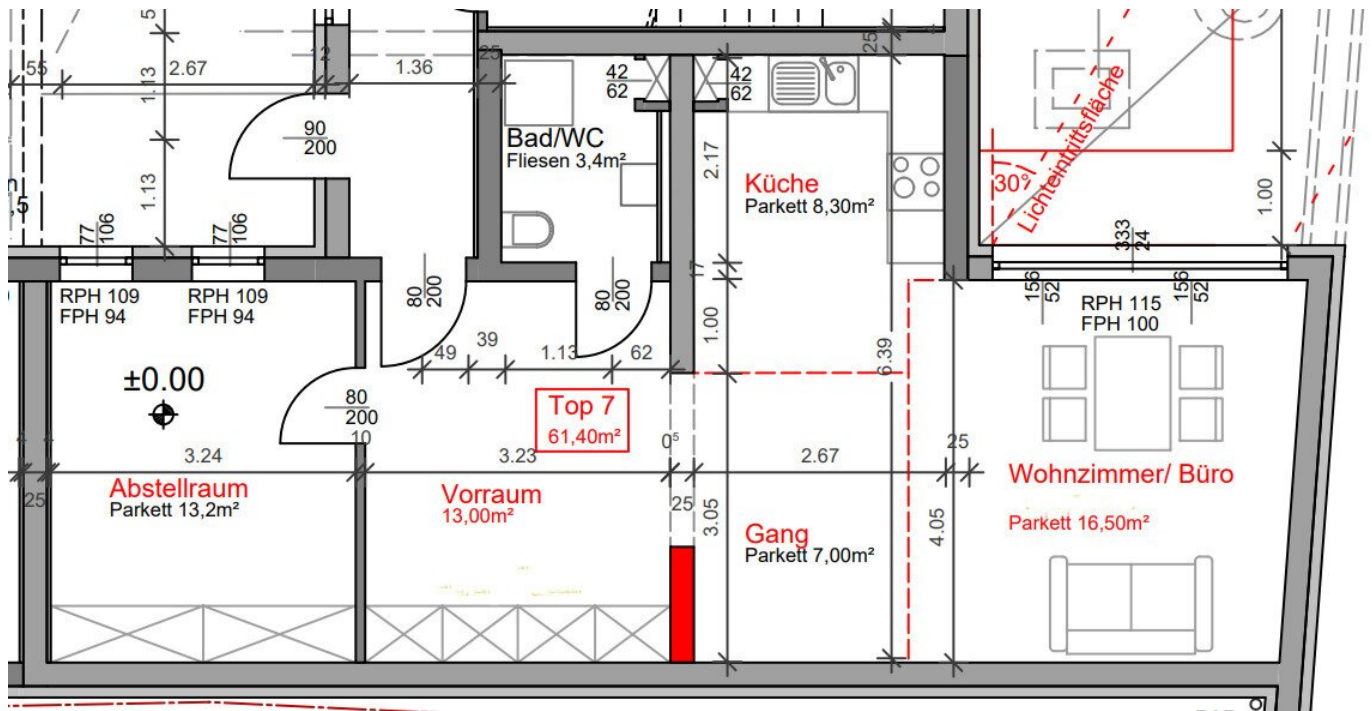 5
55
2.67
12
1.13
1.36
25
42
62
42
62
25
90
200
Bad/WC
Fliesen 3,4m²
2.17
Küche
Parkett 8,30m²
30°
Lichteintrittsfläche
1.00
1.13
,5
77
106
77
106
333
24
RPH 109
FPH 94
RPH 109
FPH 94
80
200
80
200
17
156
52
RPH 115
FPH 100
156
52
1.00
49
39
1.13
62
6.39
±0.00
80
200
Top 7
61,40m²
3.24
10
3.23
0⁵
2.67
25
4
4
25
Abstellraum
Parkett 13,2m²
Vorraum
13,00m²
25
3.05
Gang
Parkett 7,00m²
4.05
Wohnzimmer/ Büro
Parkett 16,50m²